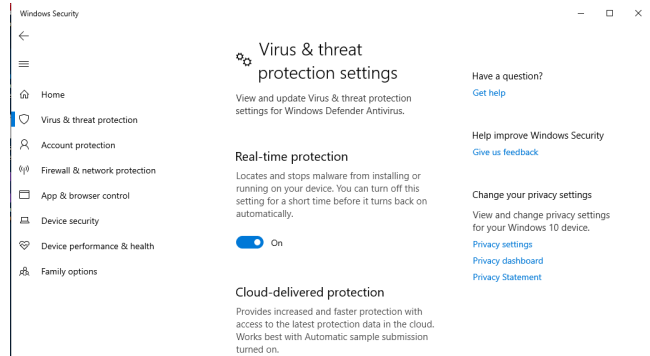 Windows Security
Home
Virus & threat protection
Account protection
Firewall & network protection
App & browser control
Device security
Device performance & health
Family options
Virus & threat
protection settings
View and update Virus & threat protection
settings for Windows Defender Antivirus.
Real-time protection
Locates and stops malware from installing or
running on your device. You can turn off this
setting for a short time before it turns back on
automatically.
On
Cloud-delivered protection
Provides increased and faster protection with
access to the latest protection data in the cloud.
Works best with Automatic sample submission
turned on.
Have a question?
Get help
Help improve Windows Security
Give us feedback
Change your privacy settings
View and change privacy settings
for your Windows 10 device.
Privacy settings
Privacy dashboard
Privacy Statement